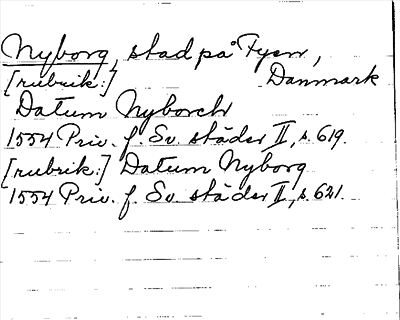 Nyborg, stad på Fyen,
Danmark
[rubrik:]
Datum Nyborch
1554 Priv. f. Sv. städer II, s. 619.
[rubrik:] Datum Nyborg
1554 Priv. f. Sv. städer II, s. 621.